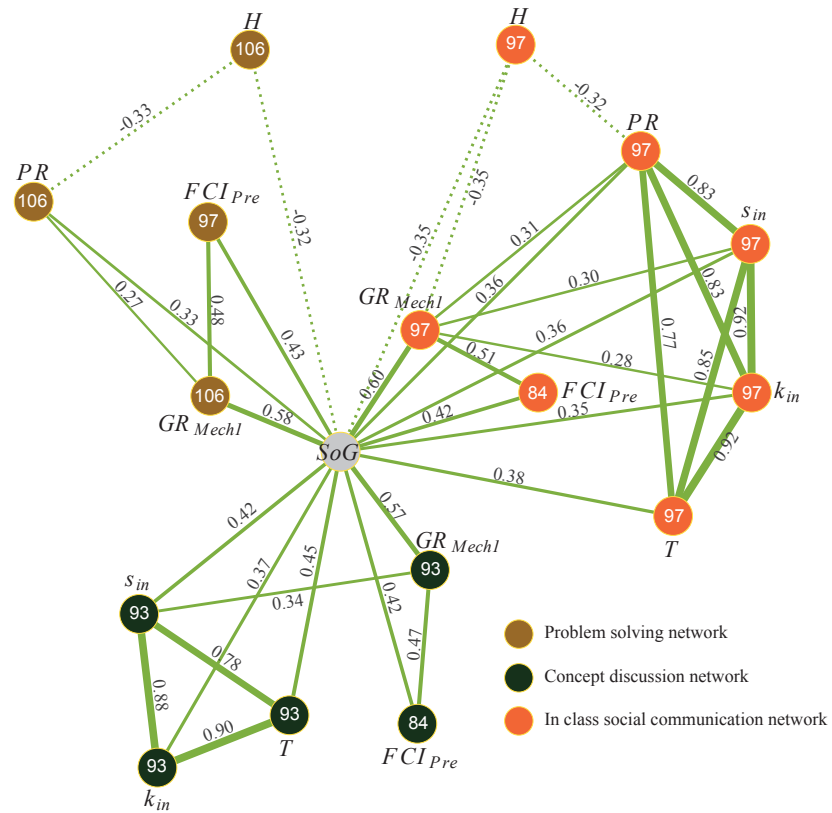 H
106
H
97
-0.33
-0.32
PR
97
PR
106
FCI Pre
97
0.83
s in
97
-0.32
-0.35
-0.35
0.31
0.36
0.30
0.83
0.92
0.27
0.33
0.48
0.43
GR Mech1
97
0.36
0.77
0.85
0.51
0.28
0.60
106
GR Mech1
0.58
84
FCI Pre
0.42
0.35
97
k in
0.92
SoG
0.38
97
T
0.42
0.37
0.45
0.57
GR Mech1
93
s in
93
0.34
0.42
0.47
0.78
0.88
93
T
0.90
93
k in
84
FCI Pre
Problem solving network
Concept discussion network
In class social communication network